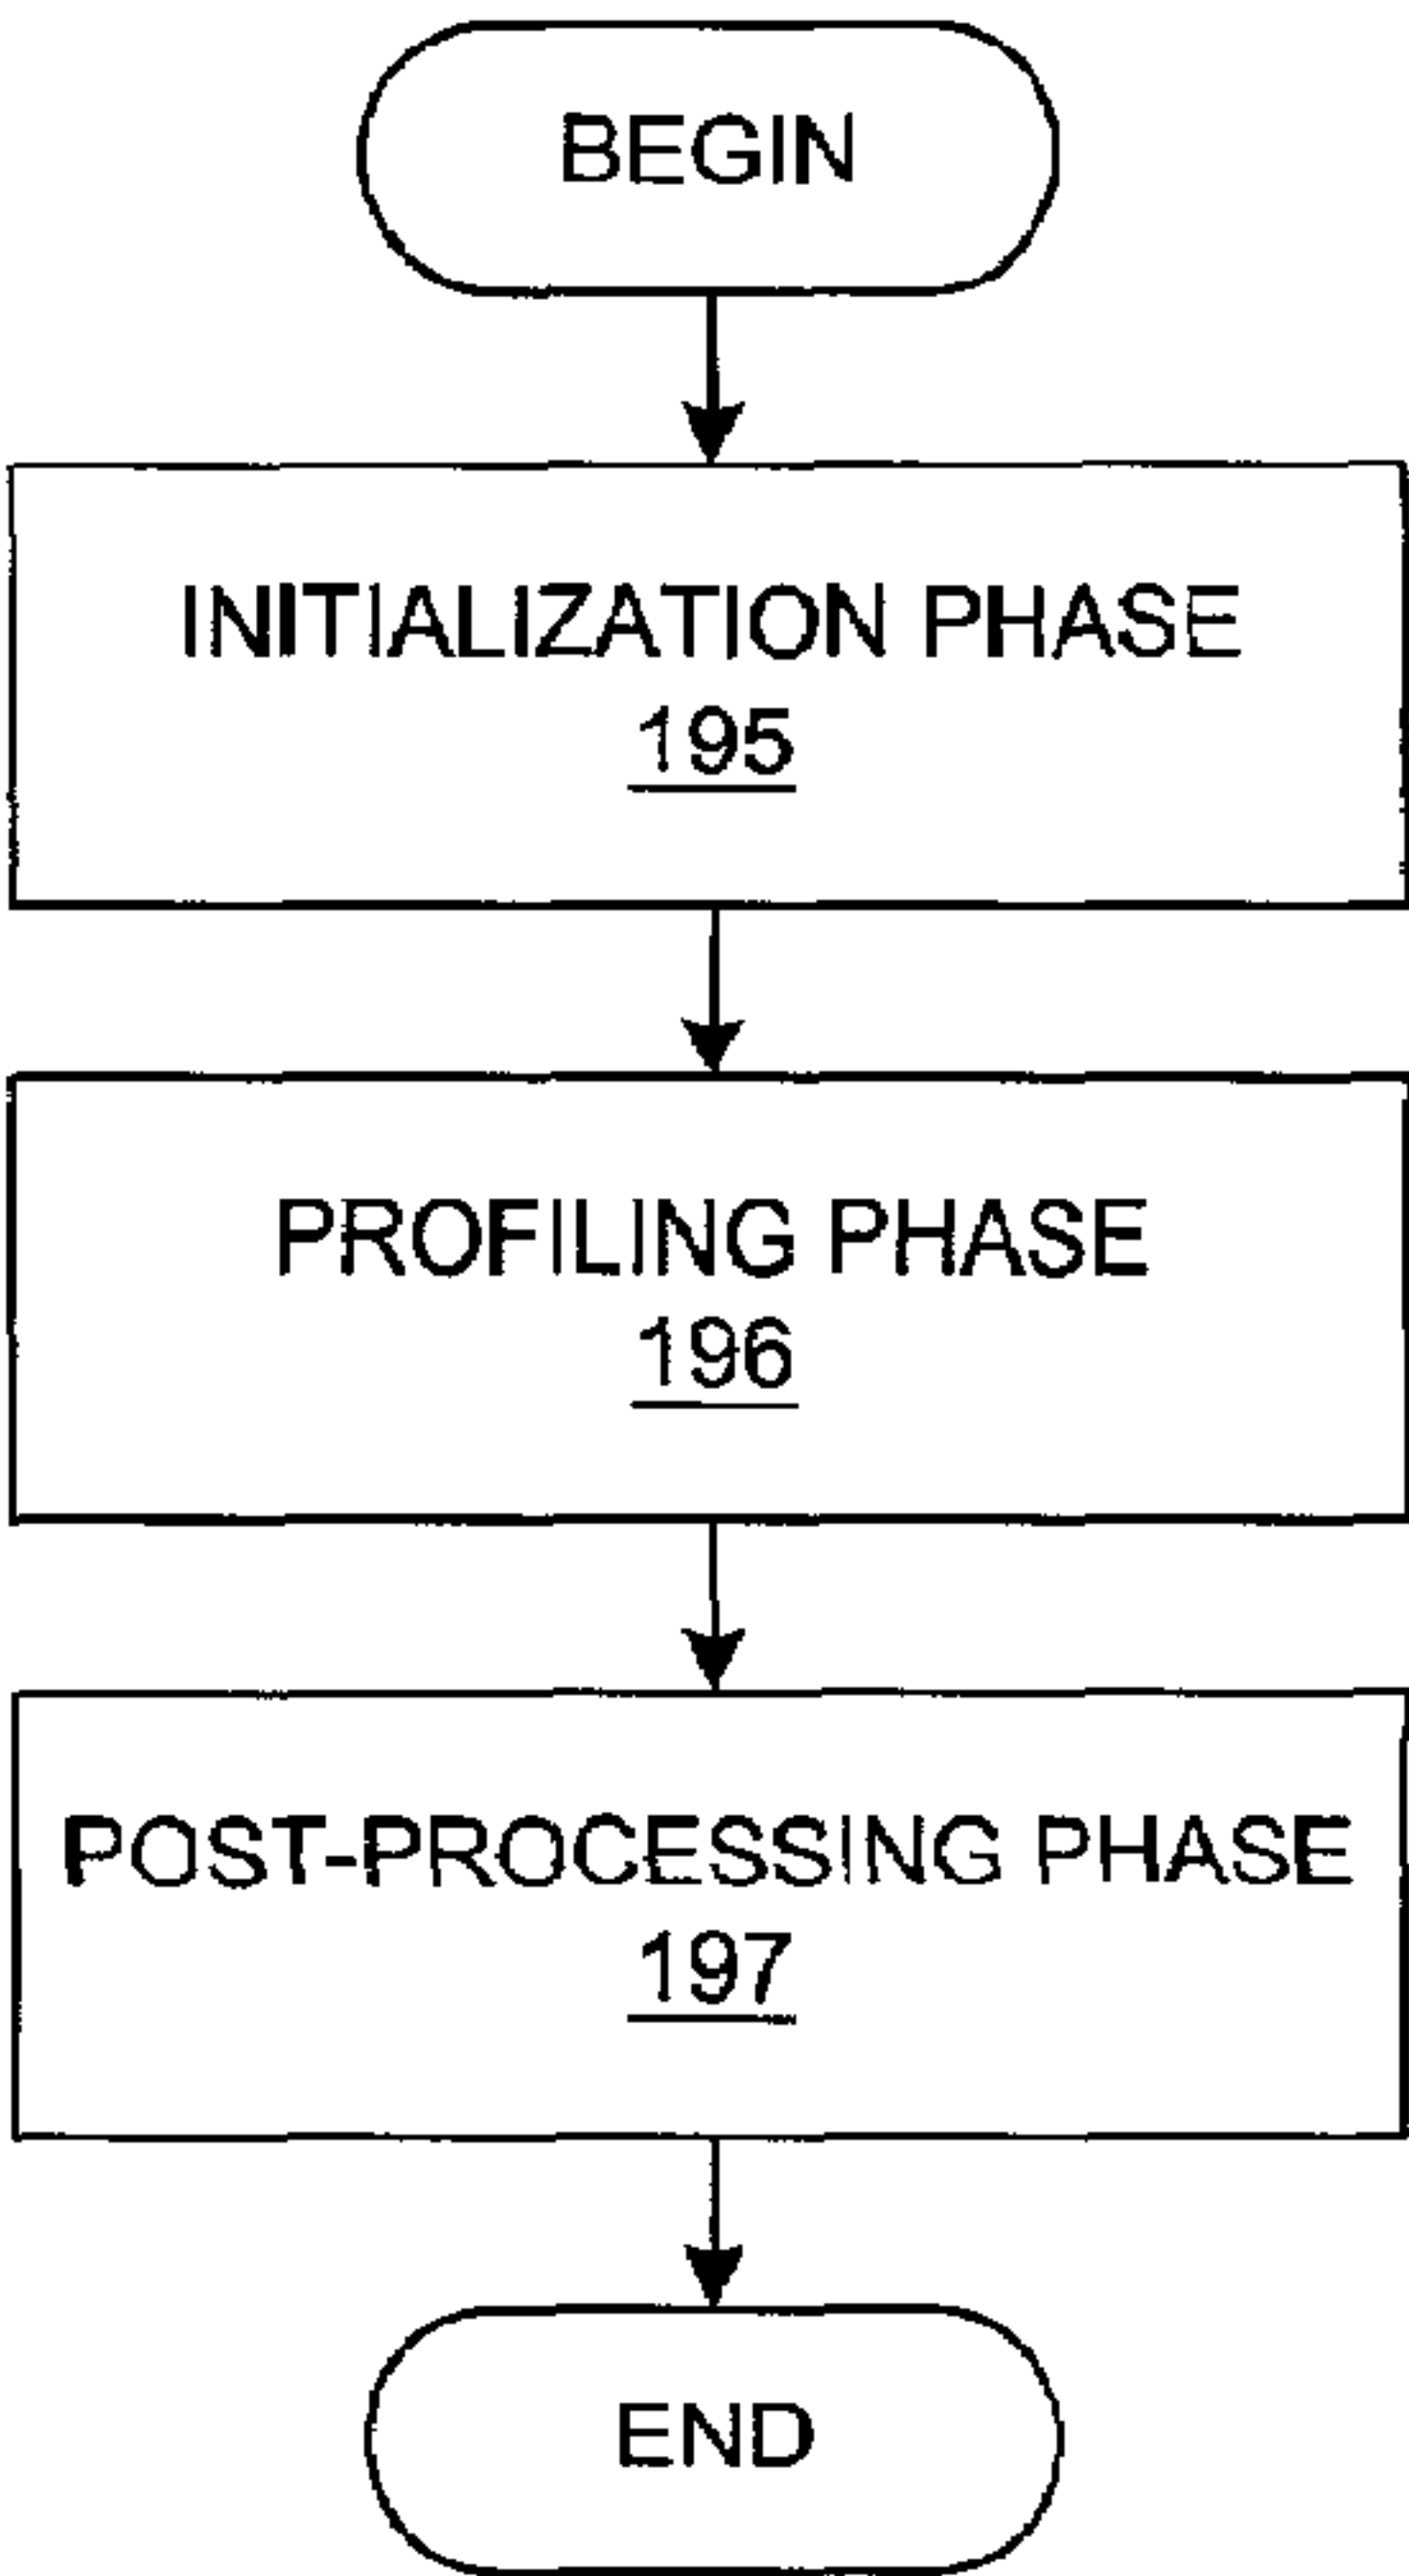 BEGIN
INITIALIZATION PHASE
195
PROFILING PHASE
196
POST-PROCESSING PHASE
197
END